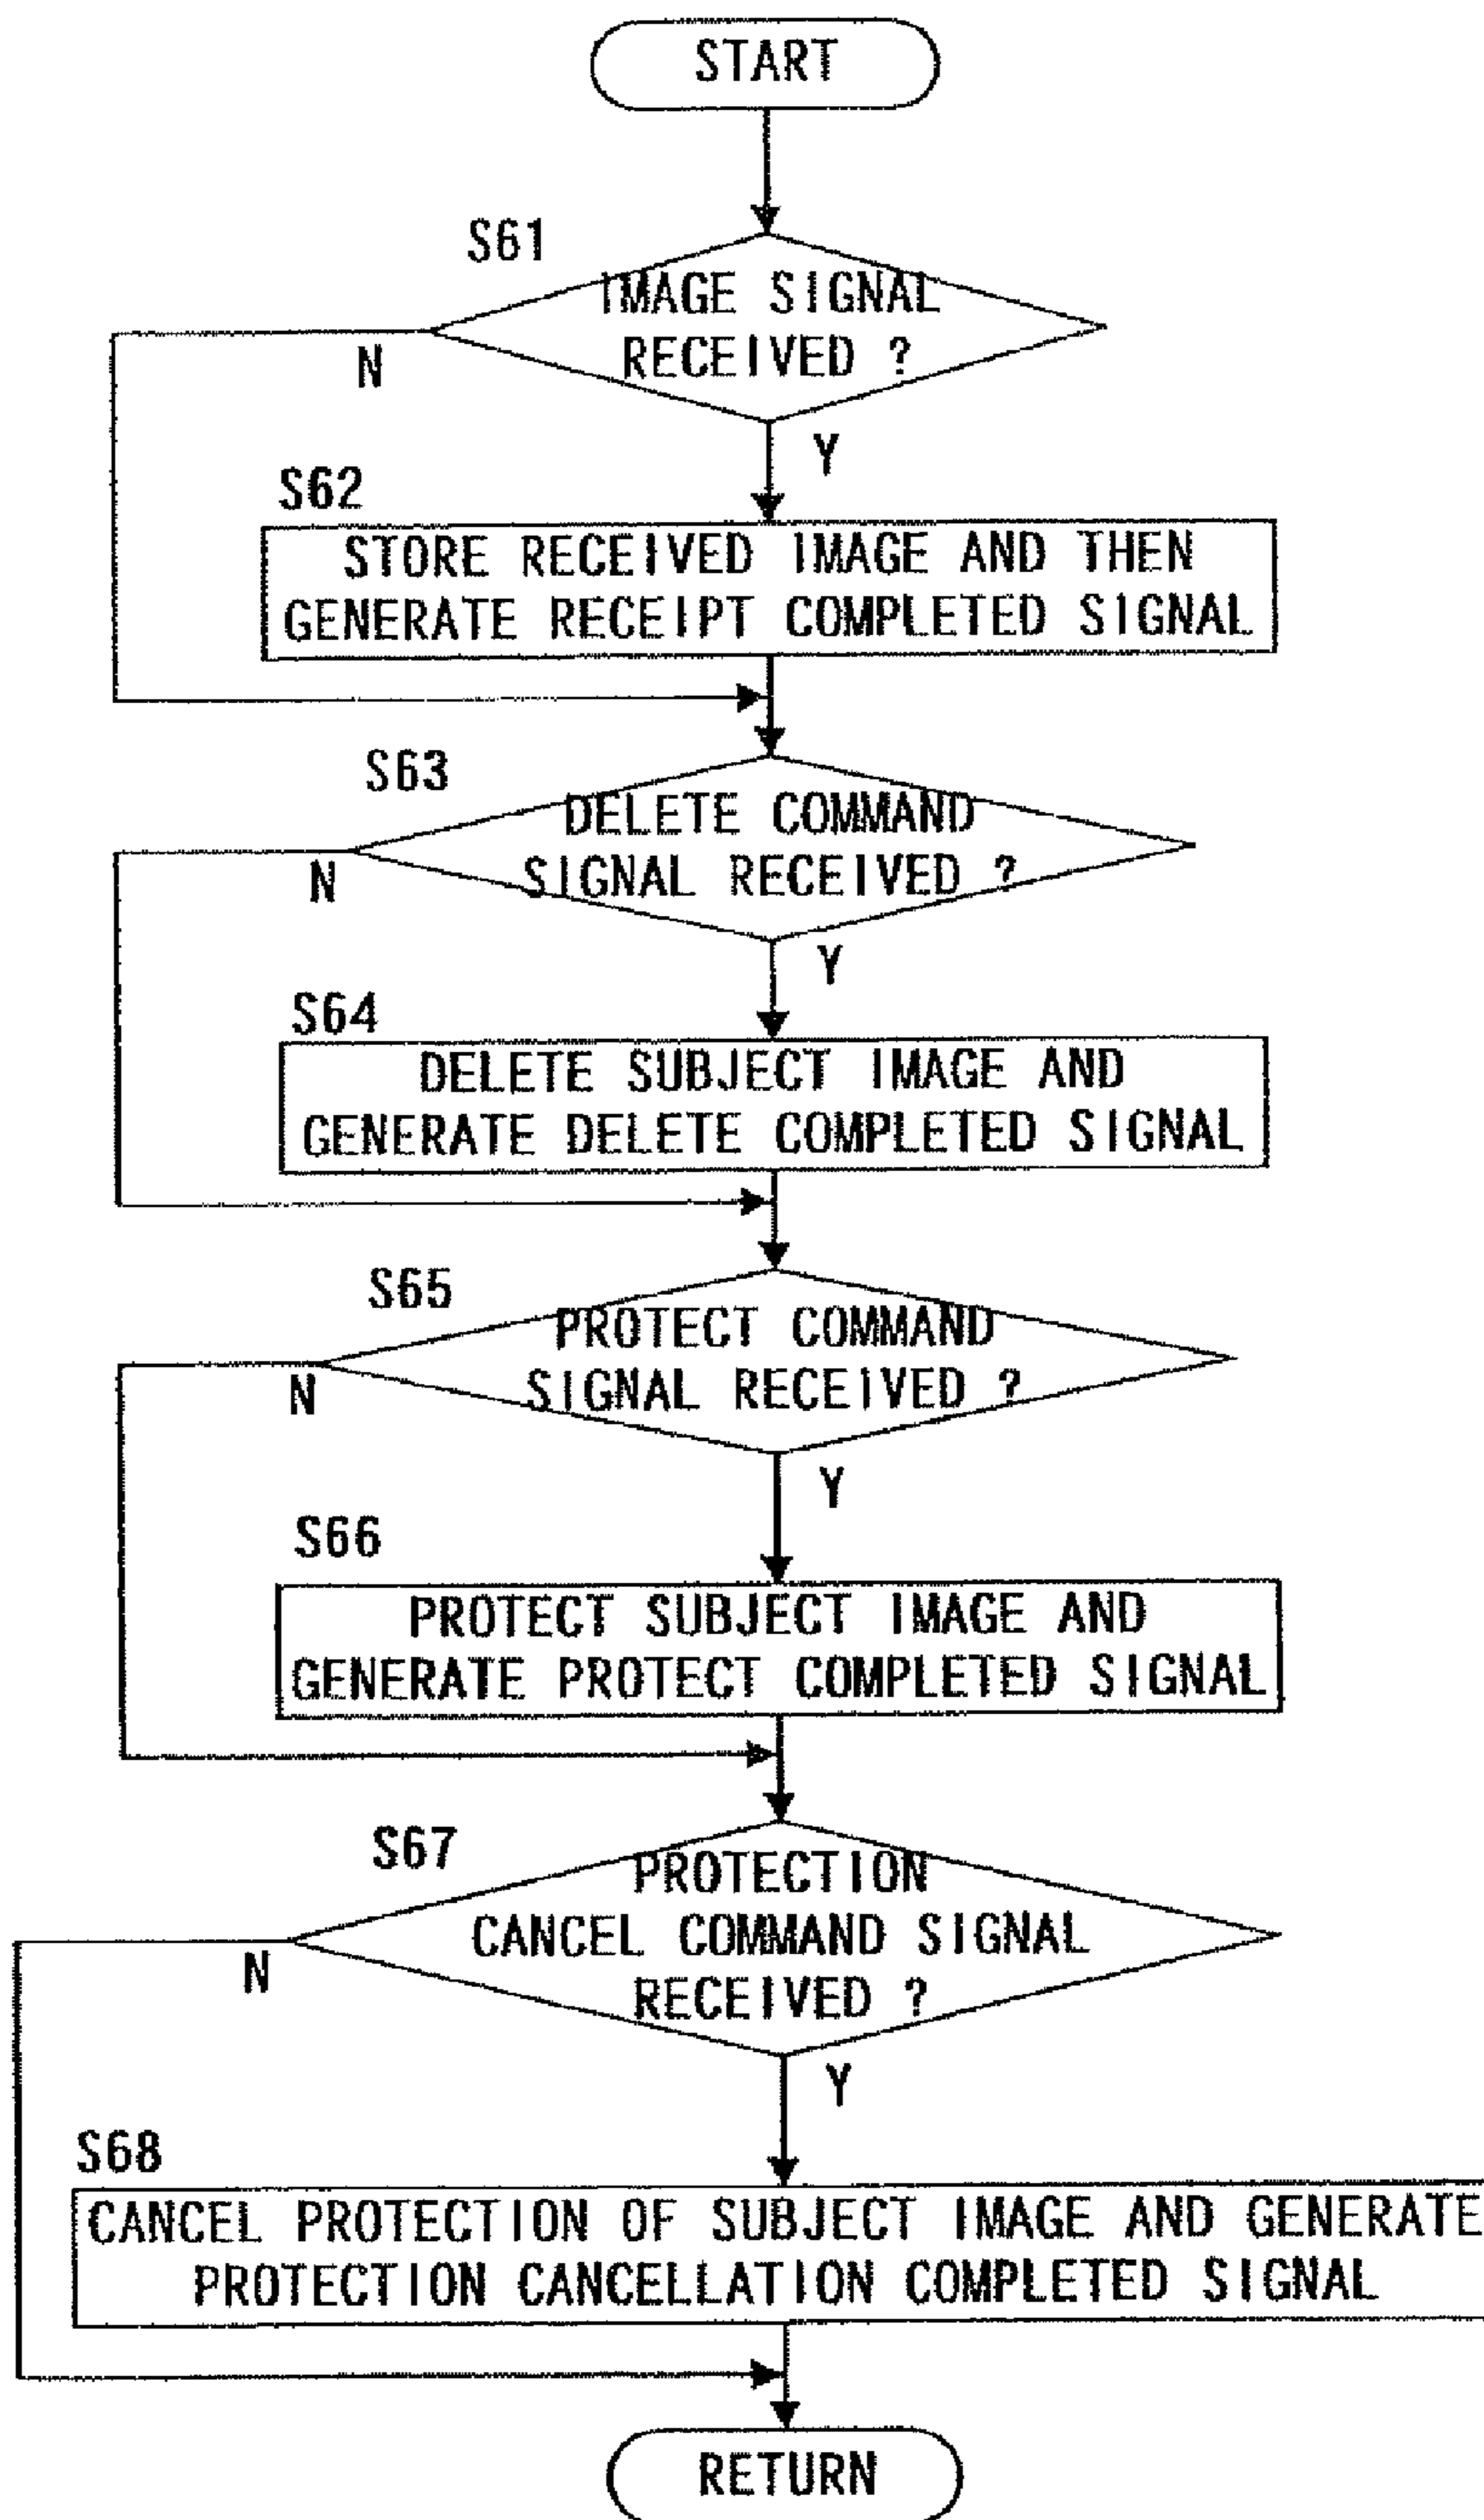 START
S61
IMAGE SIGNAL
RECEIVED ?
N
Y
S62
STORE RECEIVED IMAGE AND THEN
GENERATE RECEIPT COMPLETED SIGNAL
S63
DELETE COMMAND
SIGNAL RECEIVED ?
N
Y
S64
DELETE SUBJECT IMAGE AND
GENERATE DELETE COMPLETED SIGNAL
S65
PROTECT COMMAND
SIGNAL RECEIVED ?
N
Y
S66
PROTECT SUBJECT IMAGE AND
GENERATE PROTECT COMPLETED SIGNAL
S67
PROTECTION
CANCEL COMMAND SIGNAL
RECEIVED ?
N
Y
S68
CANCEL PROTECTION OF SUBJECT IMAGE AND GENERATE
PROTECTION CANCELLATION COMPLETED SIGNAL
RETURN